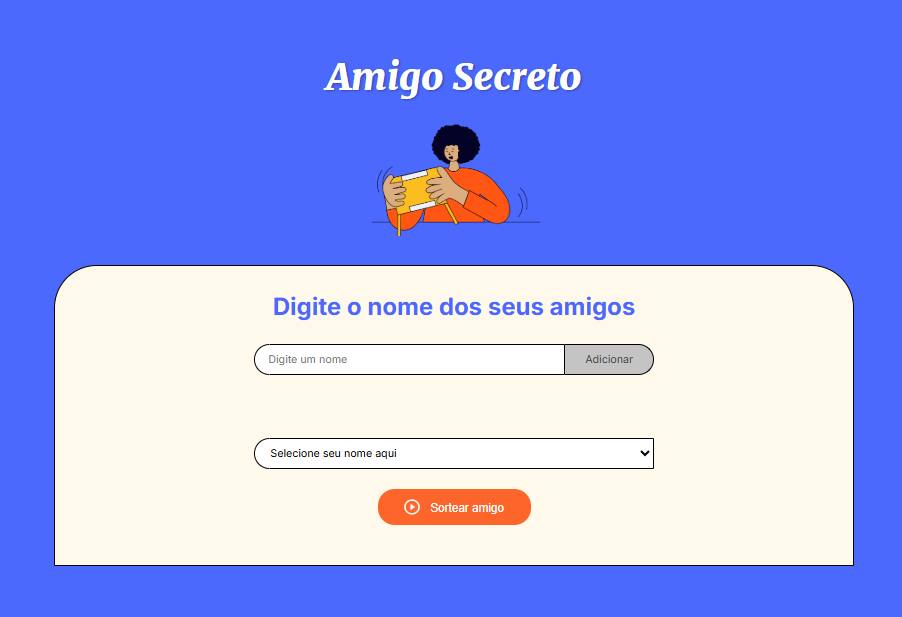 Amigo Secreto
Digite o nome dos seus amigos
Digite um nome
Adicionar
Selecione seu nome aqui
Sortear amigo